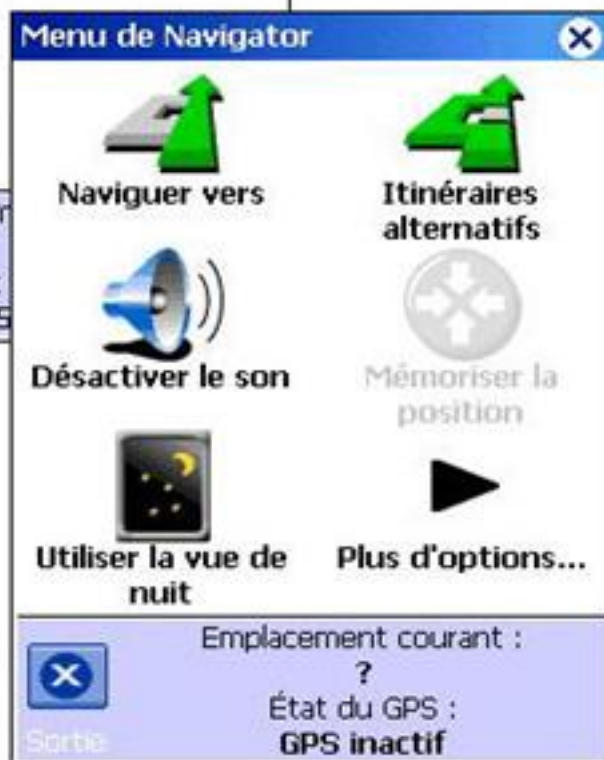 Menu de Navigator
Naviguer vers
Itinéraires
alternatifs
Désactiver le son
Mémoriser la
position
Utiliser la vue de
nuit
Plus d'options...
Emplacement courant :
?
État du GPS :
GPS inactif
Sortie